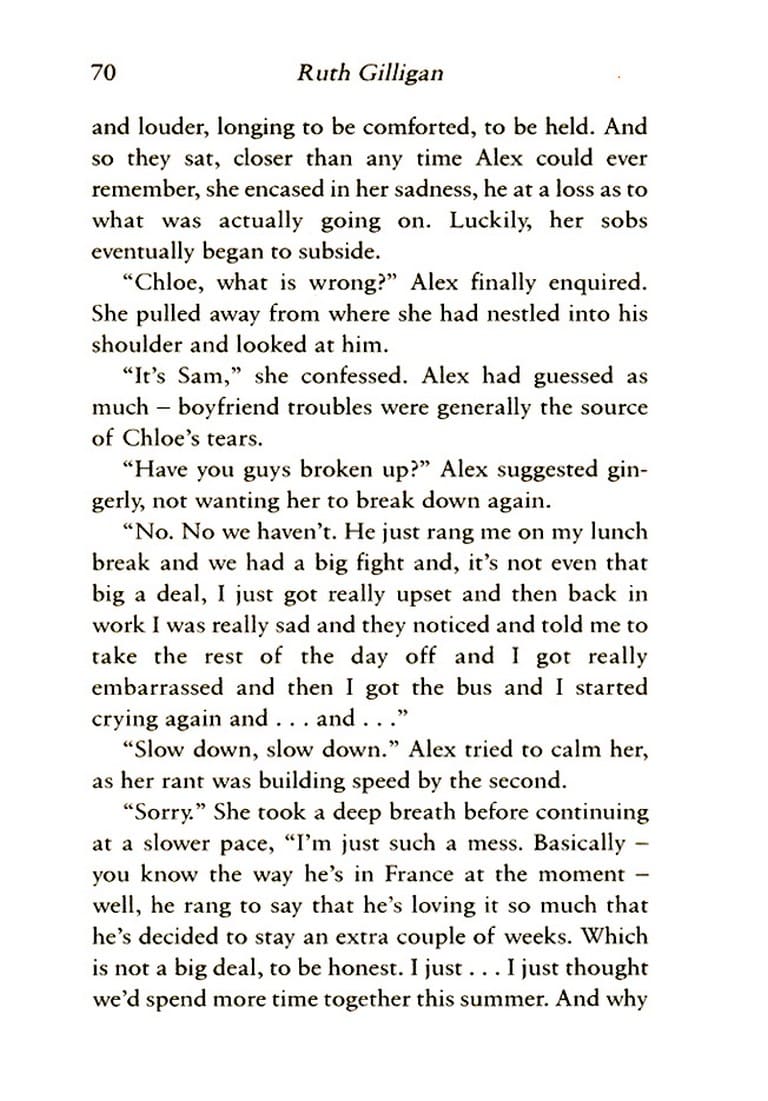 70 Ruth Gilligan
and louder, longing to be comforted, to be held. And
so they sat, closer than any time Alex could ever
remember, she encased in her sadness, he at a loss as to
what was actually going on. Luckily, her sobs
eventually began to subside.
“Chloe, what is wrong?” Alex finally enquired.
She pulled away from where she had nestled into his
shoulder and looked at him.
“It’s Sam,” she confessed. Alex had guessed as
much – boyfriend troubles were generally the source
of Chloe’s tears.
“Have you guys broken up?” Alex suggested gin-
gerly, not wanting her to break down again.
“No. No we haven’t. He just rang me on my lunch
break and we had a big fight and, it’s not even that
big a deal, I just got really upset and then back in
work I was really sad and they noticed and told me to
take the rest of the day off and I got really
embarrassed and then I got the bus and I started
crying again and . . . and . . .”
“Slow down, slow down.” Alex tried to calm her,
as her rant was building speed by the second.
“Sorry.” She took a deep breath before continuing
at a slower pace, “I’m just such a mess. Basically –
you know the way he’s in France at the moment –
well, he rang to say that he’s loving it so much that
he’s decided to stay an extra couple of weeks. Which
is not a big deal, to be honest. I just . . . I just thought
we’d spend more time together this summer. And why